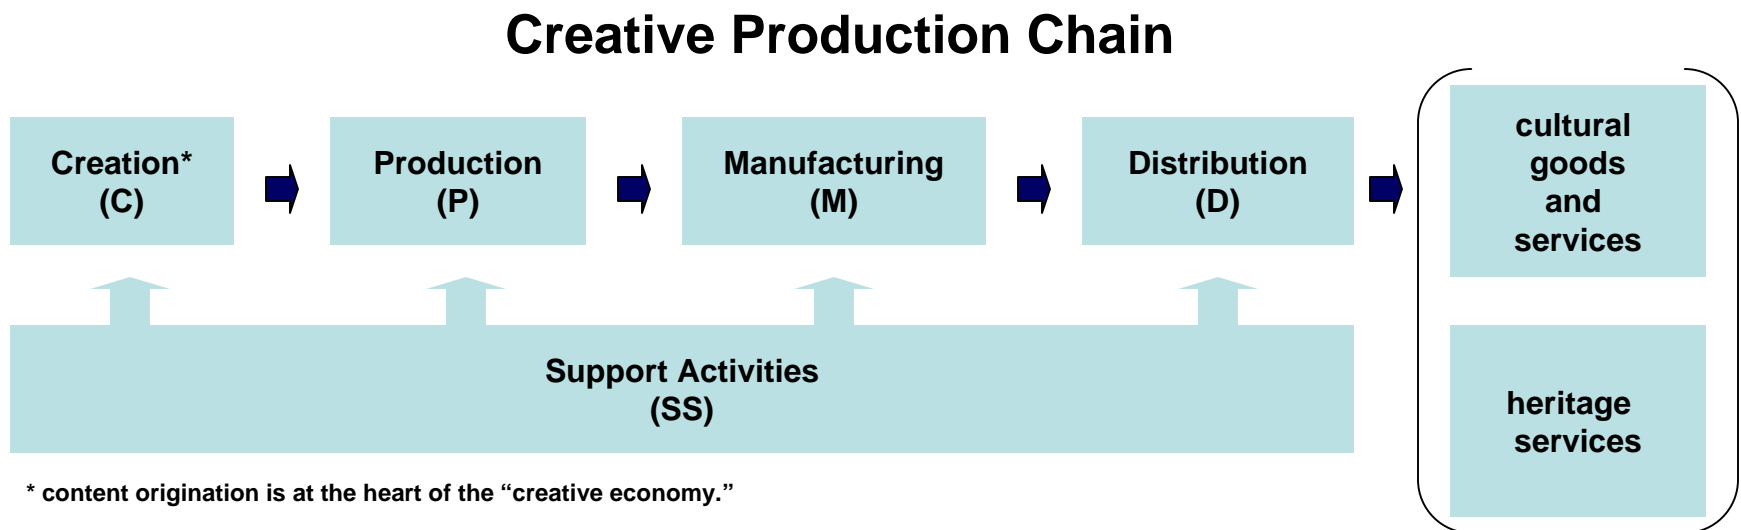 Creative Production Chain
Creation*
(C)
Production
(P)
Manufacturing
(M)
Distribution
(D)
cultural
goods
and
services
Support Activities
(SS)
heritage
services
* content origination is at the heart of the “creative economy.”